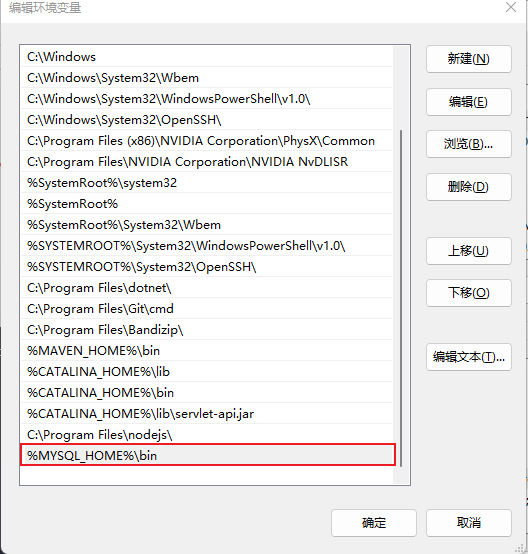 编辑环境变量
C:\Windows
C:\Windows\System32\Wbem
C:\Windows\System32\WindowsPowerShell\v1.0\
C:\Windows\System32\OpenSSH\
C:\Program Files (x86)\NVIDIA Corporation\PhysX\Common
C:\Program Files\NVIDIA Corporation\NVIDIA NvDLISR
%SystemRoot%\system32
%SystemRoot%
%SystemRoot%\System32\Wbem
%SYSTEMROOT%\System32\WindowsPowerShell\v1.0\
%SYSTEMROOT%\System32\OpenSSH\
C:\Program Files\dotnet\
C:\Program Files\Git\cmd
C:\Program Files\Bandizip\
%MAVEN_HOME%\bin
%CATALINA_HOME%\lib
%CATALINA_HOME%\bin
%CATALINA_HOME%\lib\servlet-api.jar
C:\Program Files\nodejs\
%MYSQL_HOME%\bin
新建(N)
编辑(E)
浏览(B)...
删除(D)
上移(U)
下移(O)
编辑文本(T)...
确定
取消